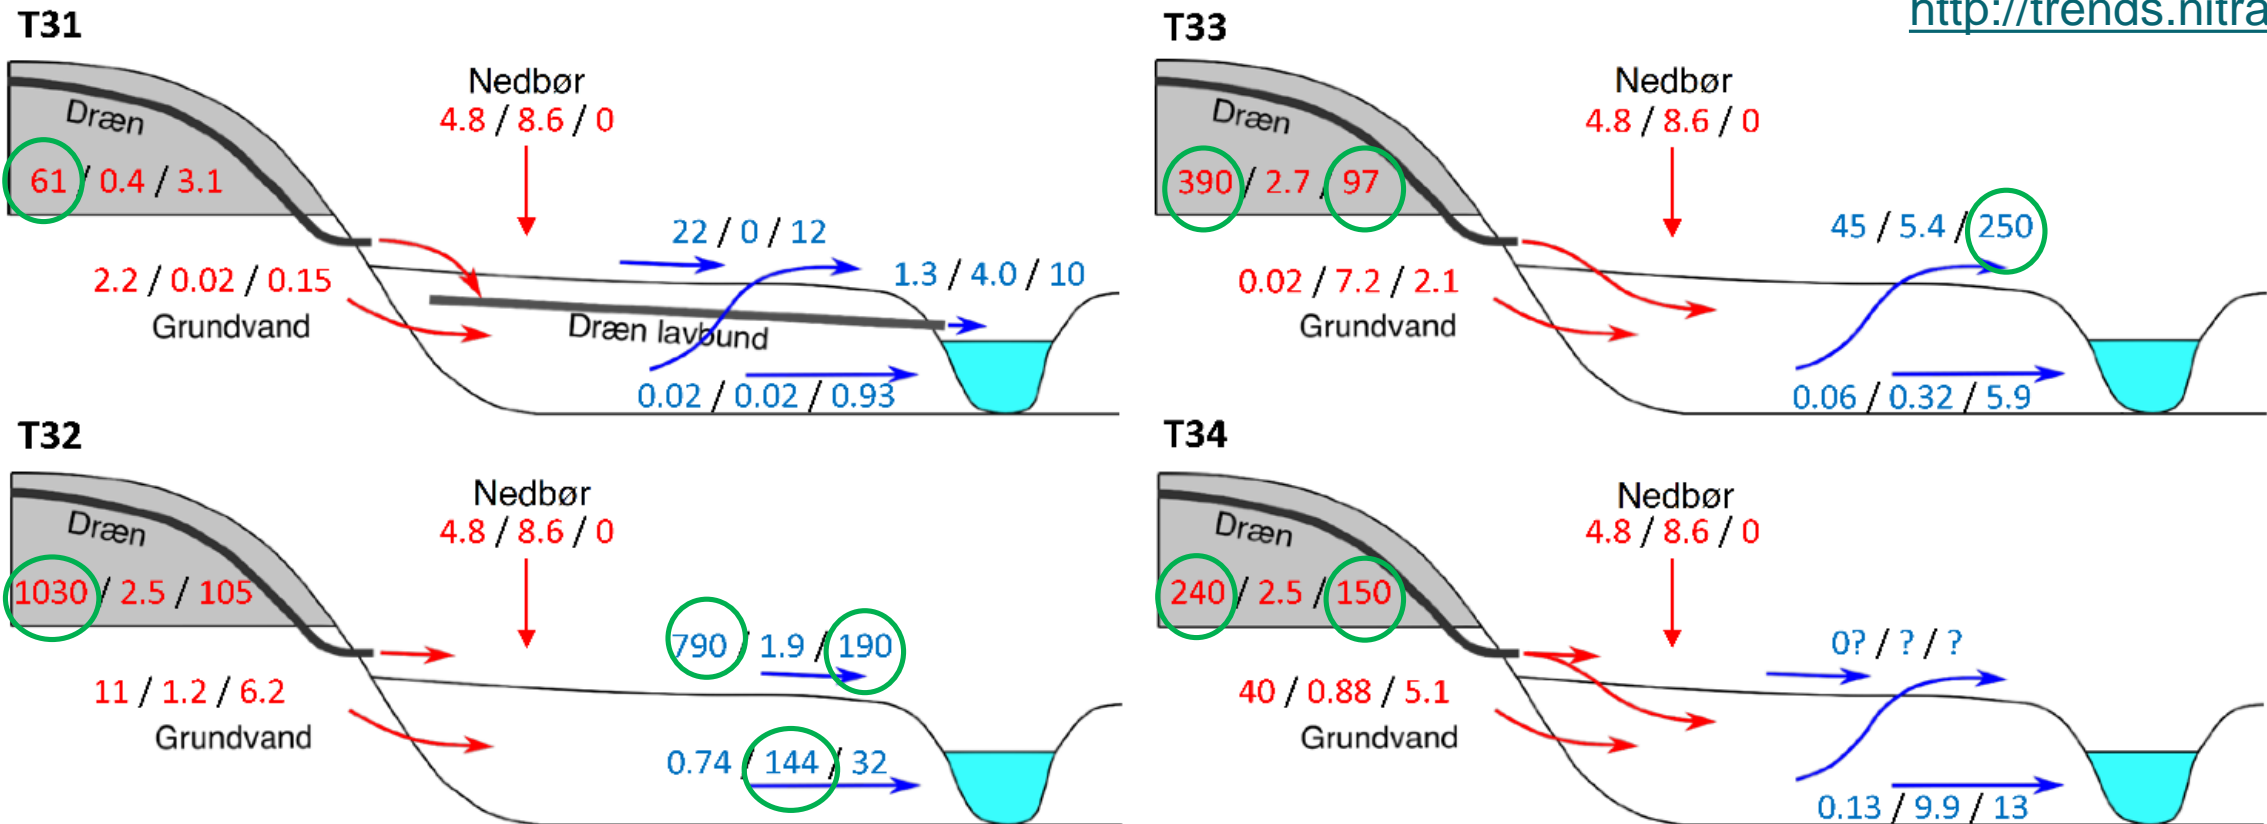 http://trends.nitra
T31
Nedbør
4.8 / 8.6 / 0
Dræn
61 / 0.4 / 3.1
22 / 0 / 12
2.2 / 0.02 / 0.15
Grundvand
1.3 / 4.0 / 10
Dræn lavbund
0.02 / 0.02 / 0.93
T33
Nedbør
4.8 / 8.6 / 0
Dræn
390 / 2.7 / 97
45 / 5.4 / 250
0.02 / 7.2 / 2.1
Grundvand
0.06 / 0.32 / 5.9
T32
Nedbør
4.8 / 8.6 / 0
Dræn
1030 / 2.5 / 105
790 / 1.9 / 190
11 / 1.2 / 6.2
Grundvand
0.74 / 144 / 32
T34
Nedbør
4.8 / 8.6 / 0
Dræn
240 / 2.5 / 150
0? / ? / ?
40 / 0.88 / 5.1
Grundvand
0.13 / 9.9 / 13